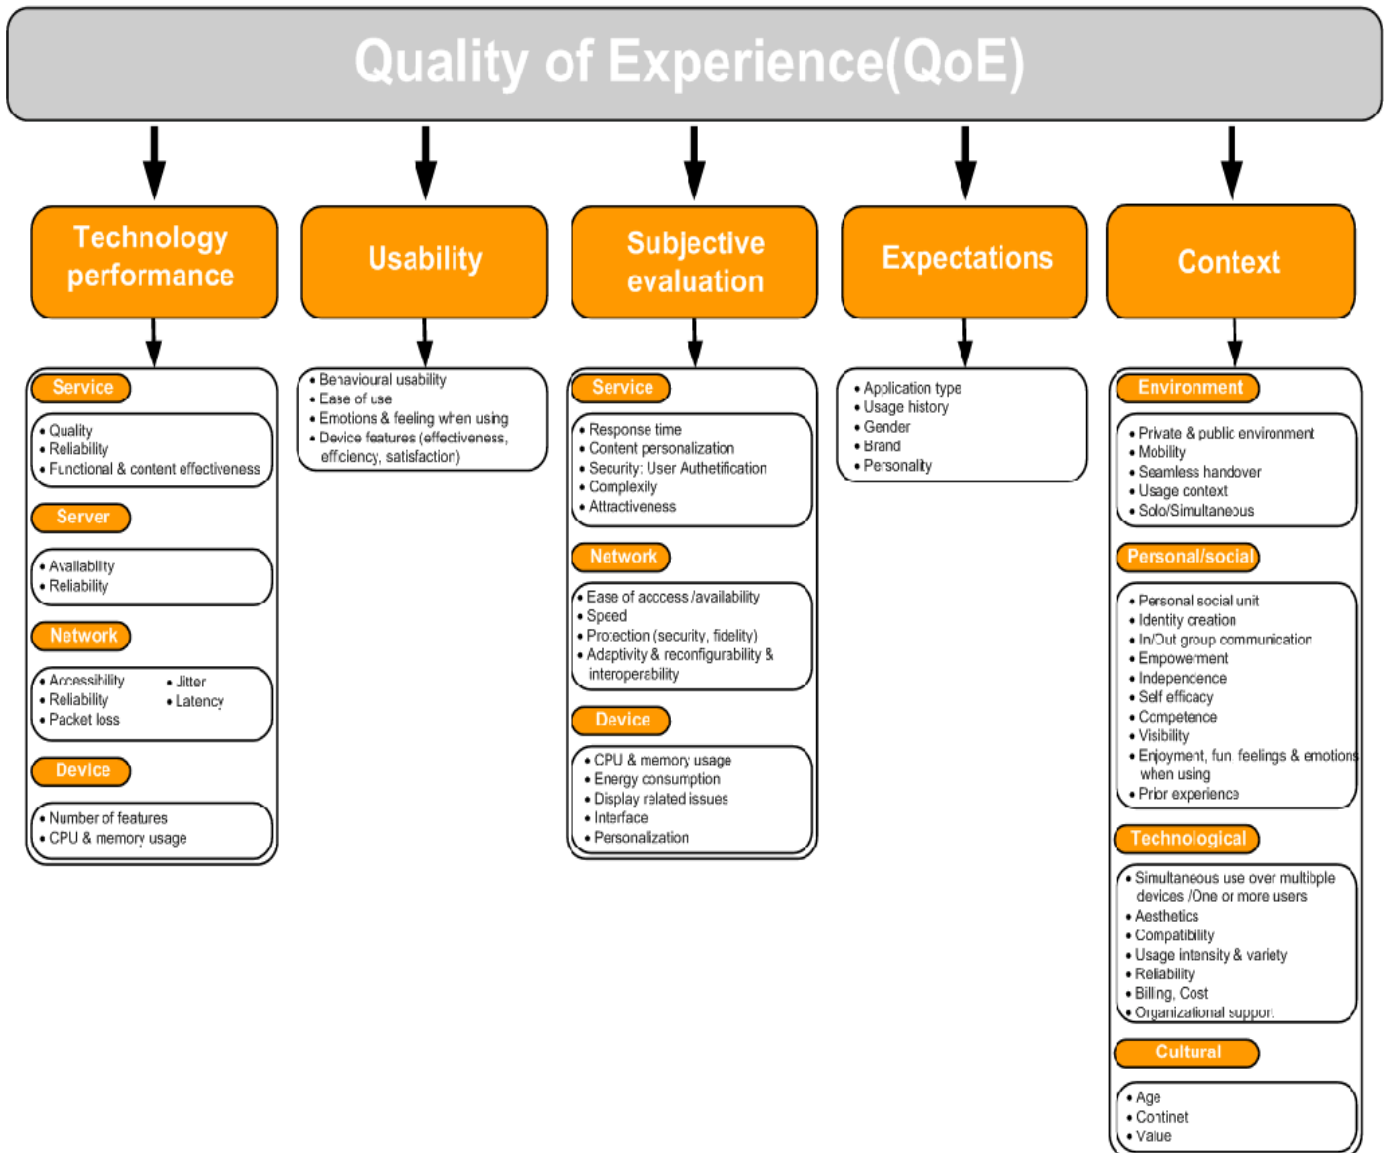 Quality of Experience(QoE)
Technology
performance
Service
• Quality
• Reliability
• Functional & content effectiveness
Server
• Availability
• Reliability
Network
• Accessibility
• Reliability
• Packet loss
• Jitter
• Latency
Device
• Number of features
• CPU & memory usage
Usability
• Behavioural usability
• Ease of use
• Emotions & feeling when using
• Device features (effectiveness,
efficiency, satisfaction)
Subjective
evaluation
Service
• Response time
• Content personalization
• Security: User Authetification
• Complexity
• Attractiveness
Network
• Ease of acccess /availability
• Speed
• Protection (security, fidelity)
• Adaptivity & reconfigurability &
interoperability
Device
• CPU & memory usage
• Energy consumption
• Display related issues
• Interface
• Personalization
Expectations
• Application type
• Usage history
• Gender
• Brand
• Personality
Context
Environment
• Private & public environment
• Mobility
• Seamless handover
• Usage context
• Solo/Simultaneous
Personal/social
• Personal social unit
• Identity creation
• In/Out group communication
• Empowerment
• Independence
• Self efficacy
• Competence
• Visibility
• Enjoyment, fun, feelings & emotions
when using
• Prior experience
Technological
• Simultaneous use over multibple
devices /One or more users
• Aesthetics
• Compatibility
• Usage intensity & variety
• Reliability
• Billing, Cost
• Organizational support
Cultural
• Age
• Continet
• Value